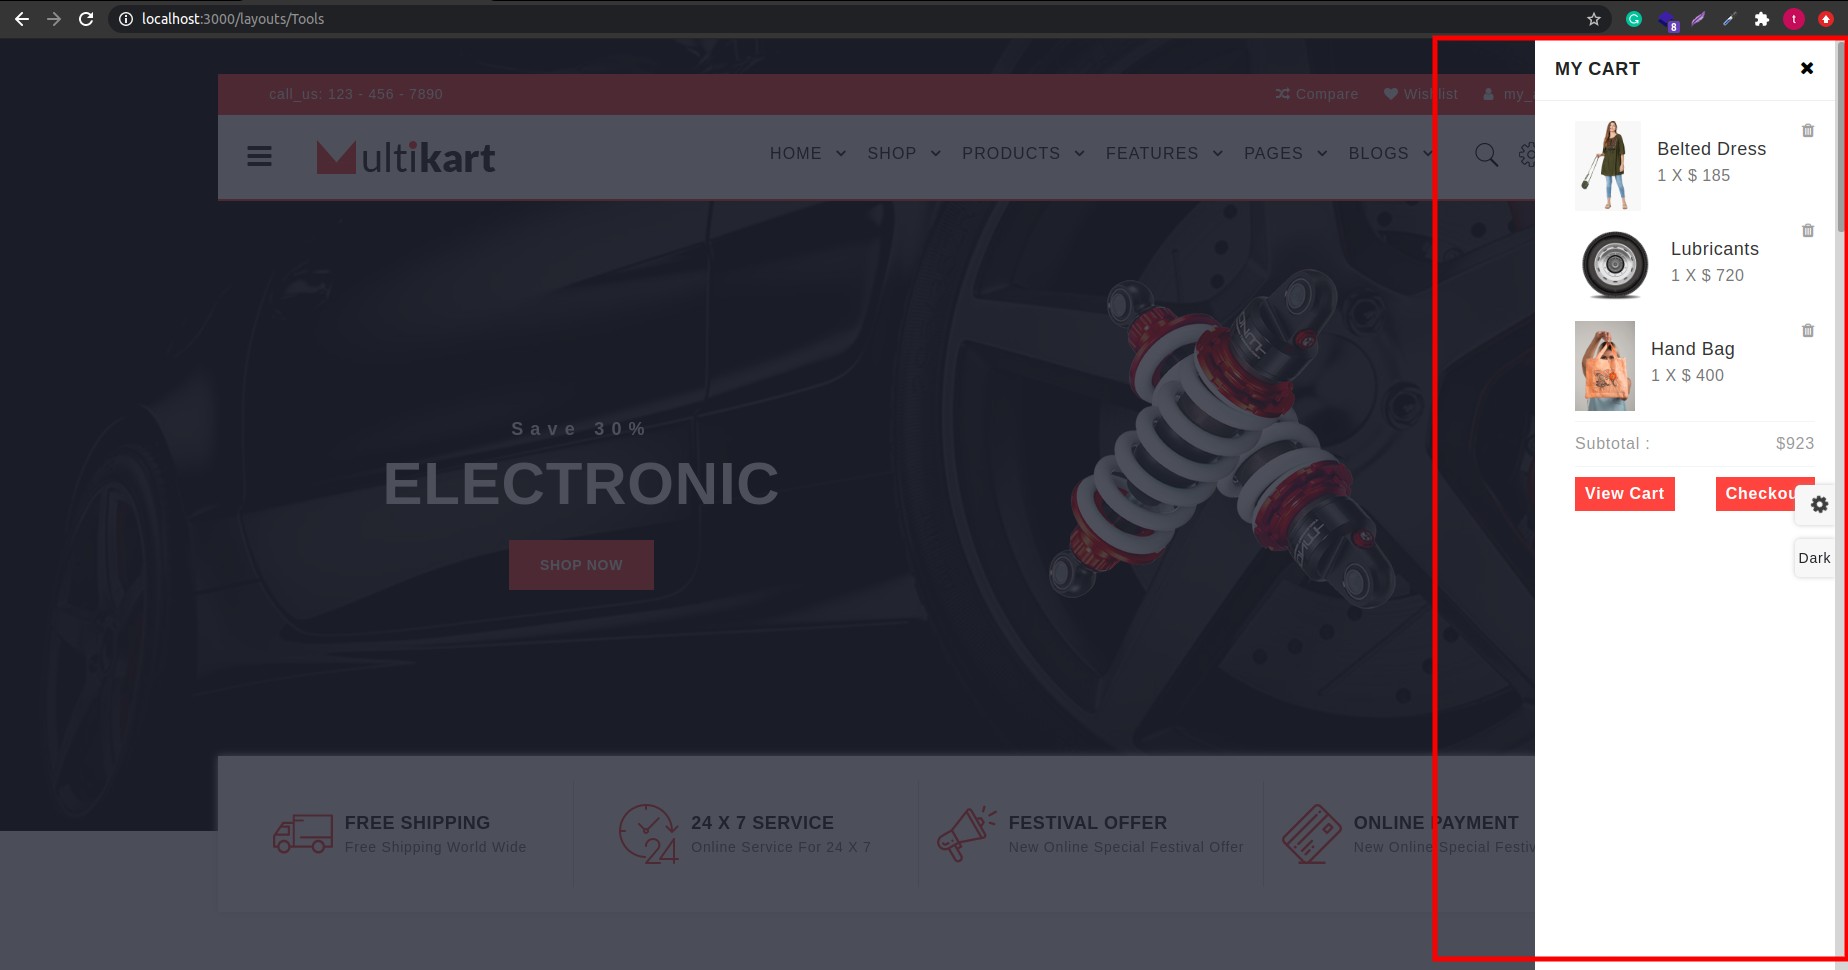 localhost:3000/layouts/Tools
8
t
call_us: 123 - 456 - 7890
Compare
Wishlist
my_
Multikart
HOME
SHOP
PRODUCTS
FEATURES
PAGES
BLOGS
Save 30%
ELECTRONIC
SHOP NOW
FREE SHIPPING
Free Shipping World Wide
24
24 X 7 SERVICE
Online Service For 24 X 7
FESTIVAL OFFER
New Online Special Festival Offer
ONLINE PAYMENT
New Online Special Festiv
MY CART
Belted Dress
1 X $ 185
Lubricants
1 X $ 720
Hand Bag
1 X $ 400
Subtotal :
$923
View Cart
Checkou
Dark